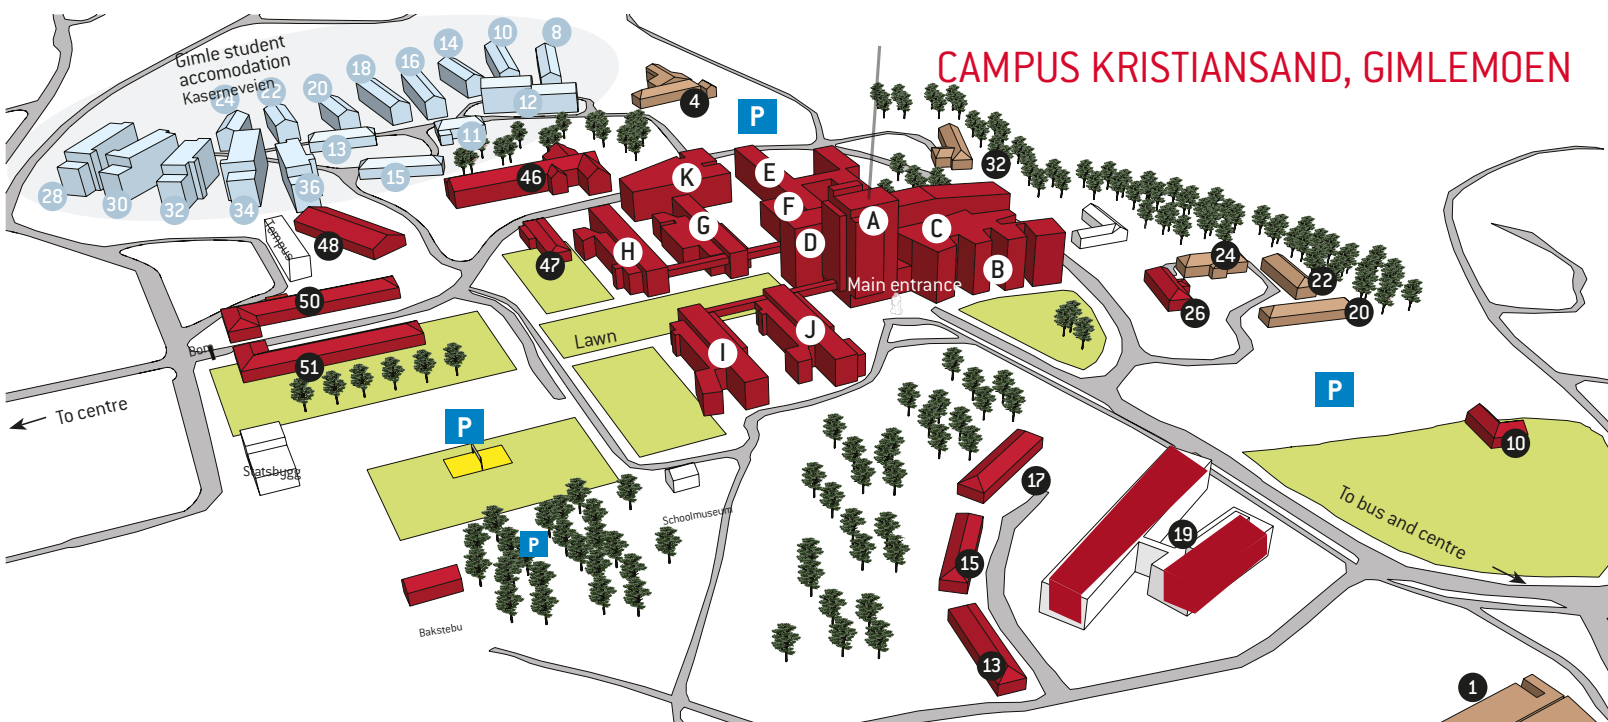 CAMPUS KRISTIANSAND, GIMLEMOEN
Gimle student
accomodation
Kaserneveien
8
10
14
16
18
20
22
24
12
11
13
15
28
30
32
34
36
4
P
32
46
K
E
F
A
G
D
C
H
B
47
48
Tempus
Main entrance
24
22
20
26
50
51
Bom
Lawn
I
J
To centre
P
P
10
Statsbygg
Schoolmuseum
P
To bus and centre
17
19
15
13
Bakstebu
1